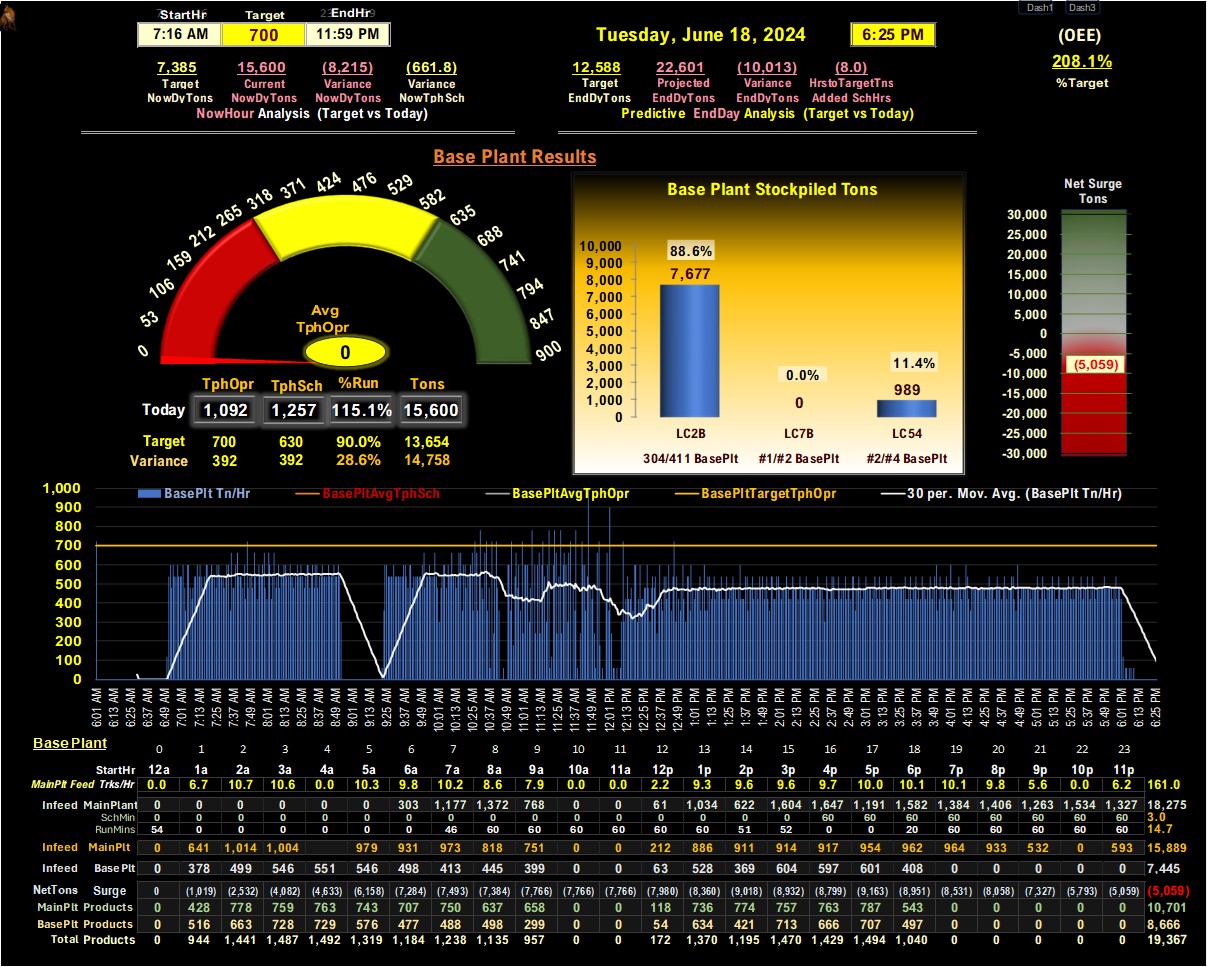 StartHr Target EndHr Dash1 Dash3
7:16 AM 700 11:59 PM Tuesday, June 18, 2024 6:25 PM (OEE)
7,385 15,600 (8,215) (661.8) 12,588 22,601 (10,013) (8.0) 208.1%
Target Current Variance Variance Target Projected Variance HrstoTargetTns %Target
NowDyTons NowDyTons NowDyTons NowTphSch EndDyTons EndDyTons EndDyTons Added SchHrs
NowHour Analysis (Target vs Today) Predictive EndDay Analysis (Target vs Today)
Base Plant Results
0 53 106 159 212 265 318 371 424 476 529 582 635 688 741 794 847 900
Avg
TphOpr
0
TphOpr TphSch %Run Tons
Today 1,092 1,257 115.1% 15,600
Target 700 630 90.0% 13,654
Variance 392 392 28.6% 14,758
Base Plant Stockpiled Tons
10,000
9,000
8,000
7,000
6,000
5,000
4,000
3,000
2,000
1,000
0
88.6% 0.0% 11.4%
7,677 0 989
LC2B LC7B LC54
304/411 BasePlt #1/#2 BasePlt #2/#4 BasePlt
Net Surge
Tons
30,000
25,000
20,000
15,000
10,000
5,000
0
-5,000
-10,000
-15,000
-20,000
-25,000
-30,000
(5,059)
BasePlt Tn/Hr BasePltAvgTphSch BasePltAvgTphOpr BasePltTargetTphOpr 30 per. Mov. Avg. (BasePlt Tn/Hr)
1,000
900
800
700
600
500
400
300
200
100
0
6:01 AM 6:13 AM 6:25 AM 6:37 AM 6:49 AM 7:01 AM 7:13 AM 7:25 AM 7:37 AM 7:49 AM 8:01 AM 8:13 AM 8:25 AM 8:37 AM 8:49 AM 9:13 AM 9:25 AM 9:37 AM 9:49 AM 10:01 AM 10:13 AM 10:25 AM 10:37 AM 10:49 AM 11:01 AM 11:13 AM 11:25 AM 11:37 AM 11:49 AM 12:01 PM 12:13 PM 12:25 PM 12:37 PM 12:49 PM 1:01 PM 1:13 PM 1:25 PM 1:37 PM 1:49 PM 2:01 PM 2:13 PM 2:25 PM 2:37 PM 2:49 PM 3:01 PM 3:13 PM 3:25 PM 3:37 PM 3:49 PM 4:01 PM 4:13 PM 4:25 PM 4:37 PM 4:49 PM 5:01 PM 5:13 PM 5:25 PM 5:37 PM 5:49 PM 6:01 PM 6:13 PM 6:25 PM
Base Plant 0 1 2 3 4 5 6 7 8 9 10 11 12 13 14 15 16 17 18 19 20 21 22 23
StartHr 12a 1a 2a 3a 4a 5a 6a 7a 8a 9a 10a 11a 12p 1p 2p 3p 4p 5p 6p 7p 8p 9p 10p 11p
MainPlt Feed Trks/Hr 0.0 6.7 10.7 10.6 0.0 10.3 9.8 10.2 8.6 7.9 0.0 0.0 2.2 9.3 9.6 9.6 9.7 10.0 10.1 10.1 9.8 5.6 0.0 6.2 161.0
Infeed MainPlant 0 0 0 0 0 0 303 1,177 1,372 768 0 0 61 1,034 622 1,604 1,647 1,191 1,582 1,384 1,406 1,263 1,534 1,327 18,275
SchMin 0 0 0 0 0 0 0 0 0 0 0 0 0 0 0 0 60 60 60 60 60 60 60 60 3.0
RunMins 54 0 0 0 0 0 0 46 60 60 60 60 60 60 51 52 0 0 20 60 60 60 60 60 14.7
Infeed MainPlt 0 641 1,014 1,004 979 931 973 818 751 0 0 212 886 911 914 917 954 962 964 933 532 0 593 15,889
Infeed BasePlt 0 378 499 546 551 546 498 413 445 399 0 0 63 528 369 604 597 601 408 0 0 0 0 0 7,445
NetTons Surge 0 (1,019) (2,532) (4,082) (4,633) (6,158) (7,284) (7,493) (7,384) (7,766) (7,766) (7,766) (7,980) (8,360) (9,018) (8,932) (8,799) (9,163) (8,951) (8,531) (8,058) (7,327) (5,793) (5,059) (5,059)
MainPlt Products 0 428 778 759 763 743 707 750 637 658 0 0 118 736 774 757 763 787 543 0 0 0 0 0 10,701
BasePlt Products 0 516 663 728 729 576 477 488 498 299 0 0 54 634 421 713 666 707 497 0 0 0 0 0 8,666
Total Products 0 944 1,441 1,487 1,492 1,319 1,184 1,238 1,135 957 0 0 172 1,370 1,195 1,470 1,429 1,494 1,040 0 0 0 0 0 19,367